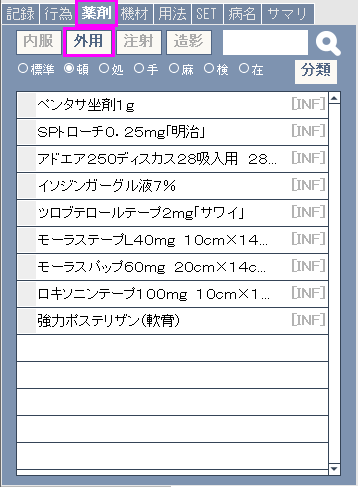 記録 行為 薬剤 機材 用法 SET 病名 サマリ
内服 外用 注射 造影
標準 頓 処 手 麻 検 在 分類
ペンタサ坐剤1g [INF]
SPトローチ0．25mg「明治」 [INF]
アドエア250ディスカス28吸入用 28... [INF]
イソジンガーグル液7% [INF]
ツロブテロールテープ2mg「サワイ」 [INF]
モーラステープL40mg 10cm×14... [INF]
モーラスパップ60mg 20cm×14c... [INF]
ロキソニンテープ100mg 10cm×1... [INF]
強力ポステリザン(軟膏) [INF]